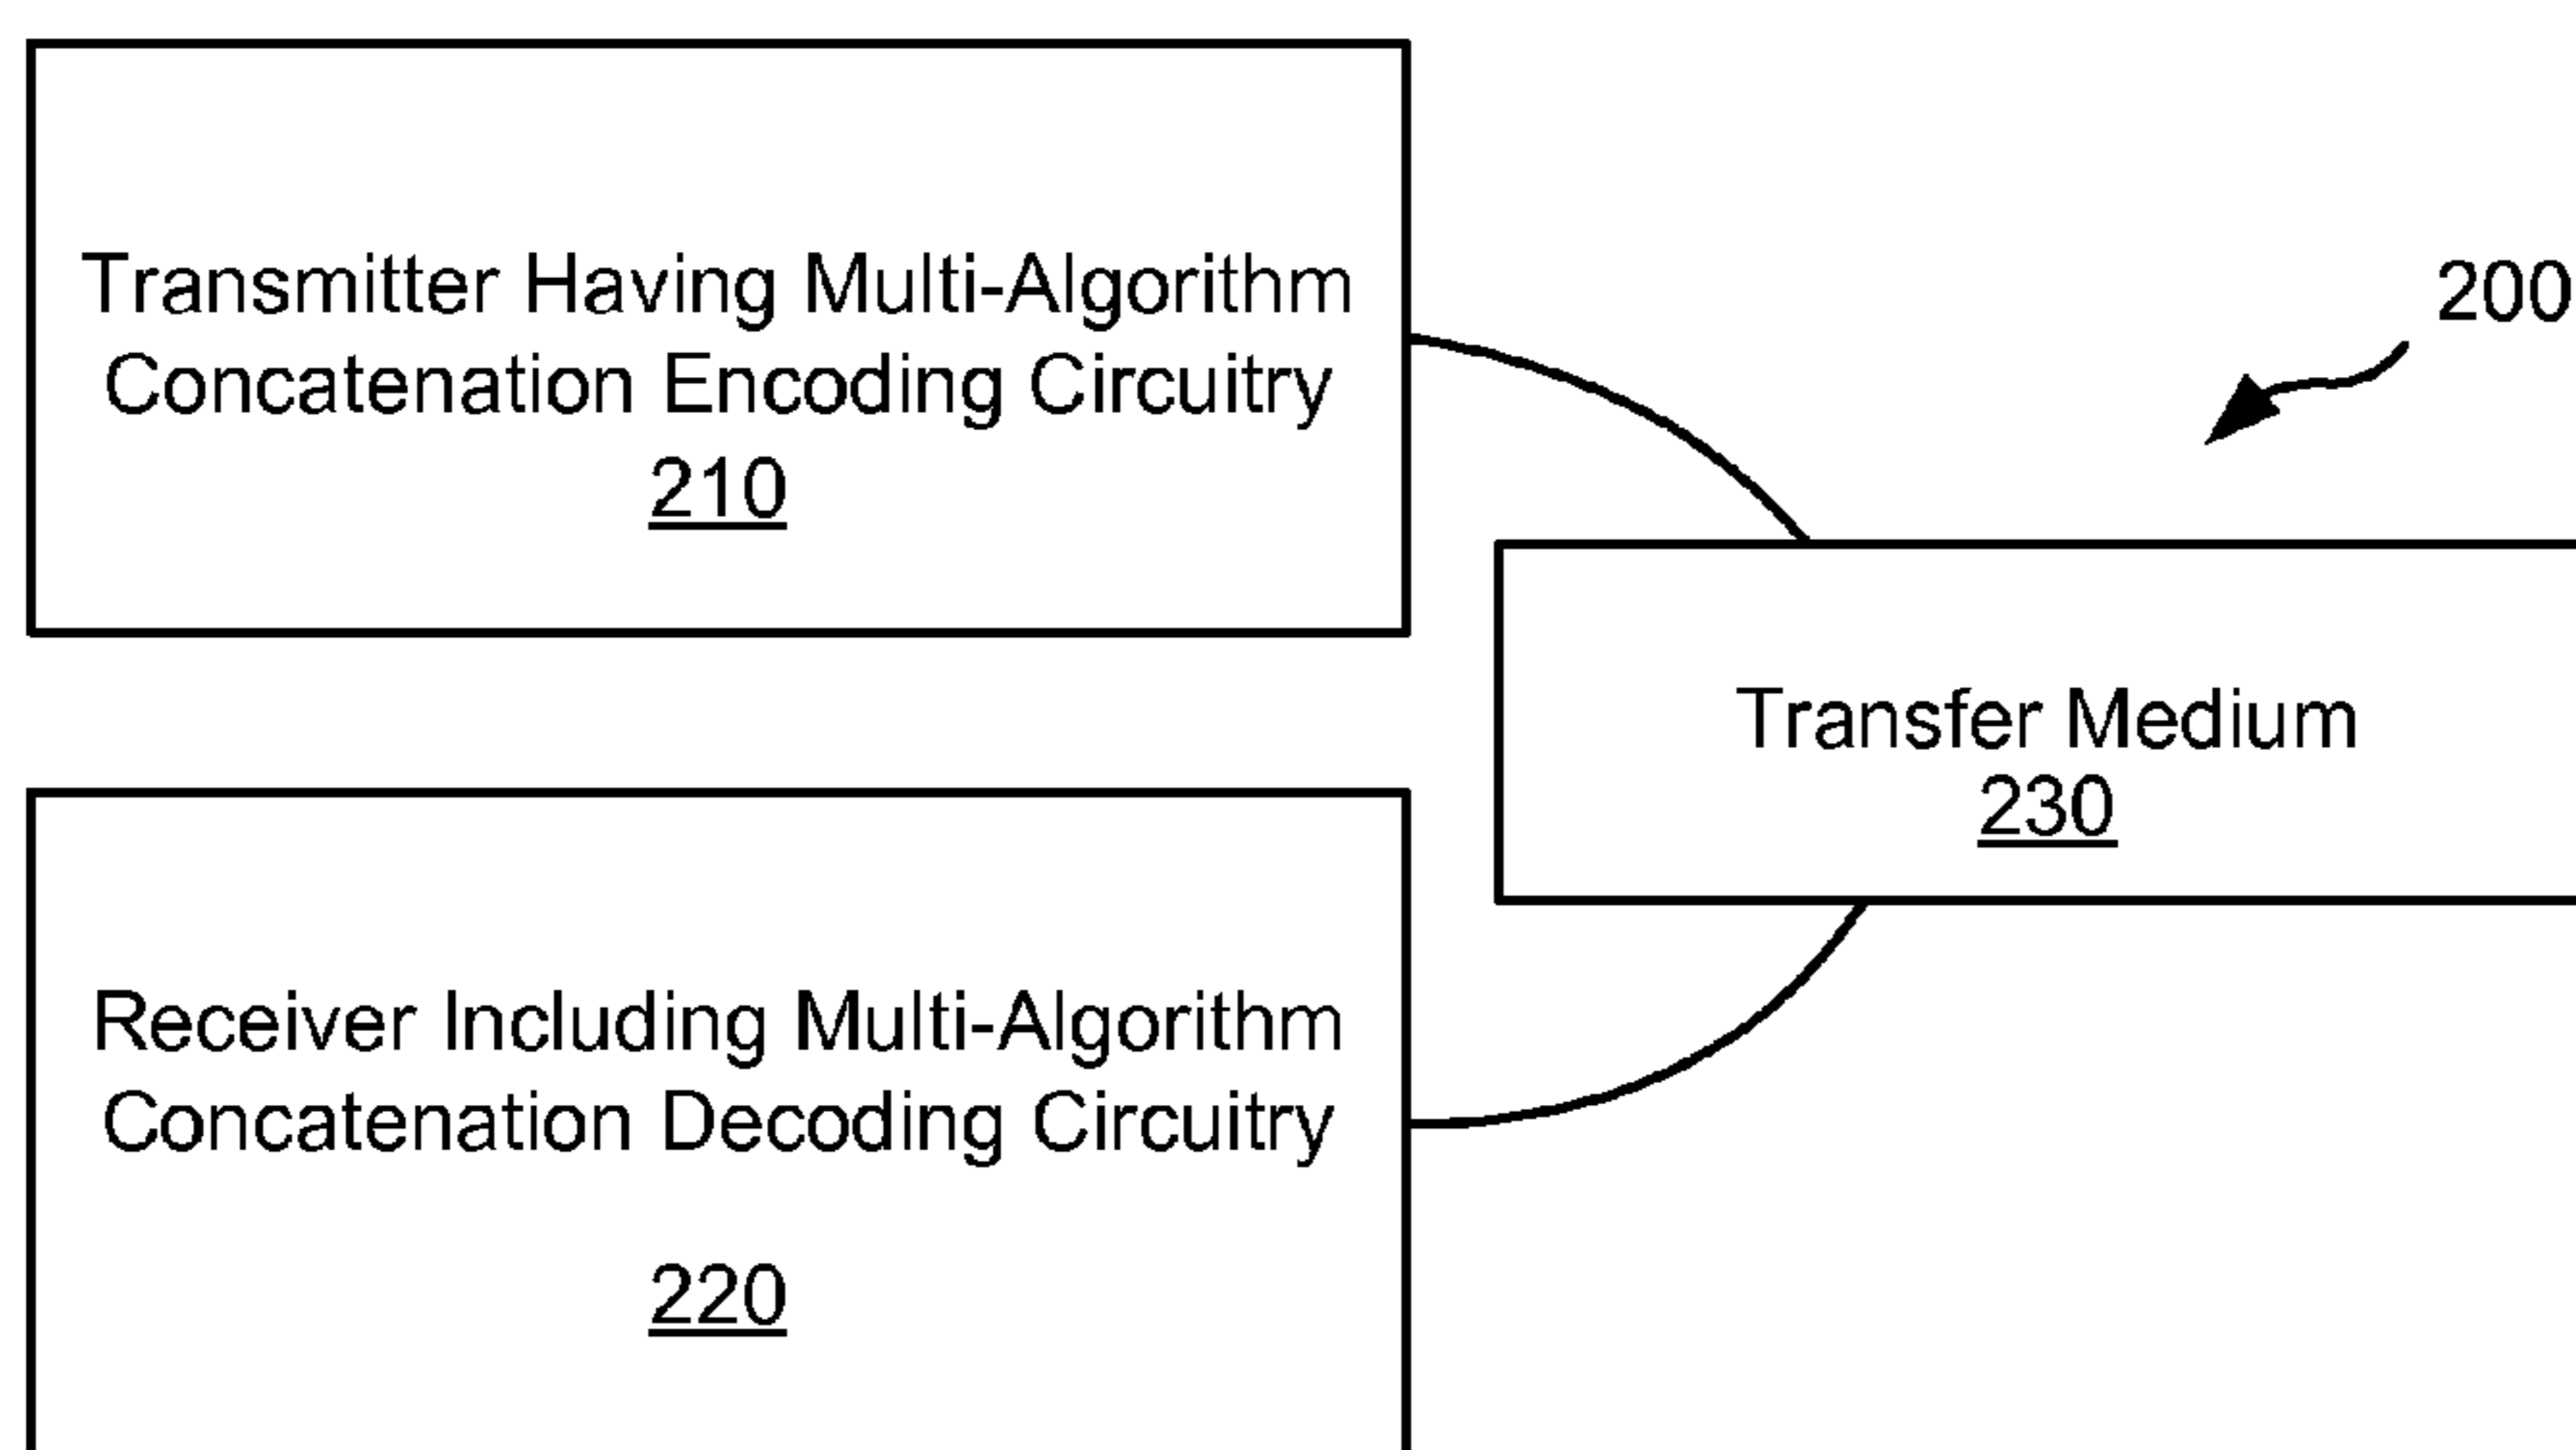 Transmitter Having Multi-Algorithm
Concatenation Encoding Circuitry
210
200
Transfer Medium
230
Receiver Including Multi-Algorithm
Concatenation Decoding Circuitry
220